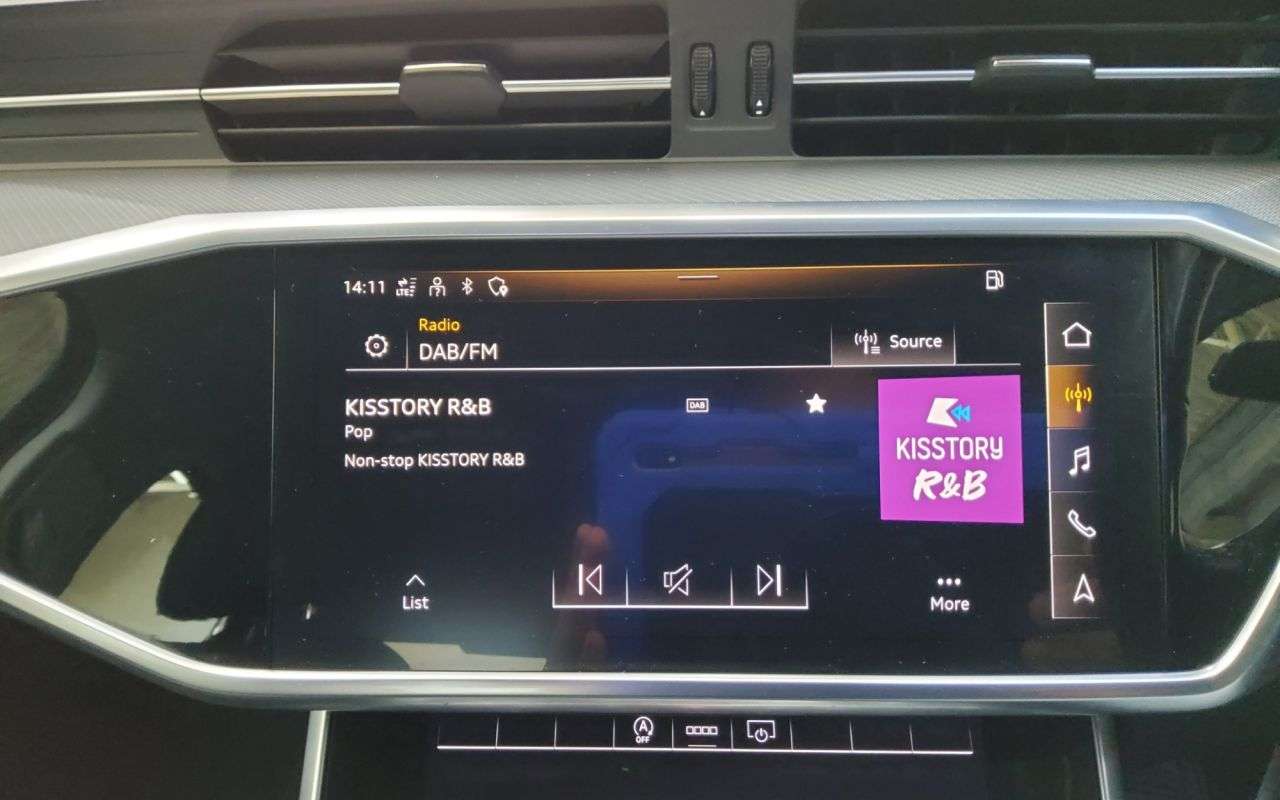 14:11 LTE
Radio
DAB/FM
Source
KISSTORY R&B
DAB
Pop
Non-stop KISSTORY R&B
KISSTORY
R&B
List
More
A
OFF